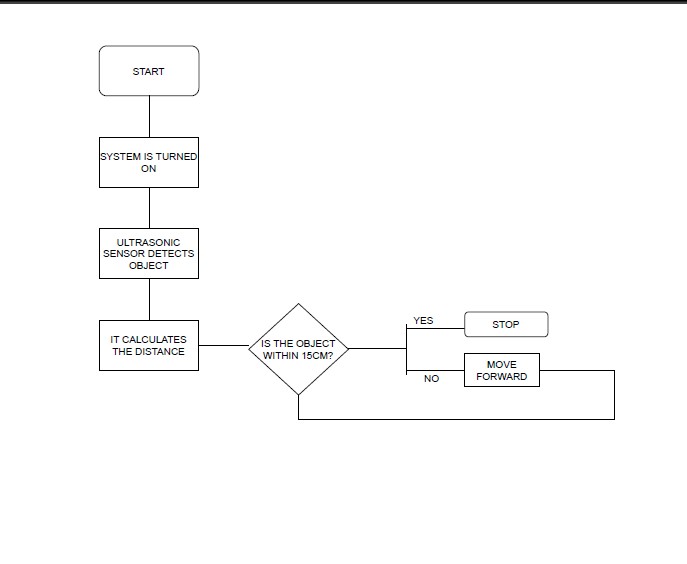 START
SYSTEM IS TURNED
ON
ULTRASONIC
SENSOR DETECTS
OBJECT
IT CALCULATES
THE DISTANCE
IS THE OBJECT
WITHIN 15CM?
YES
STOP
NO
MOVE
FORWARD